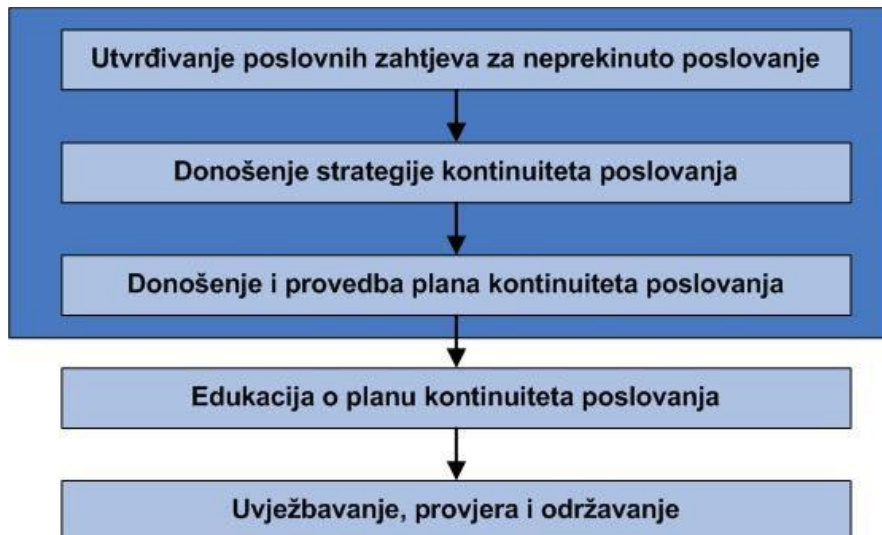 Utvrđivanje poslovnih zahtjeva za neprekinuto poslovanje
Donošenje strategije kontinuiteta poslovanja
Donošenje i provedba plana kontinuiteta poslovanja
Edukacija o planu kontinuiteta poslovanja
Uvježbavanje, provjera i održavanje